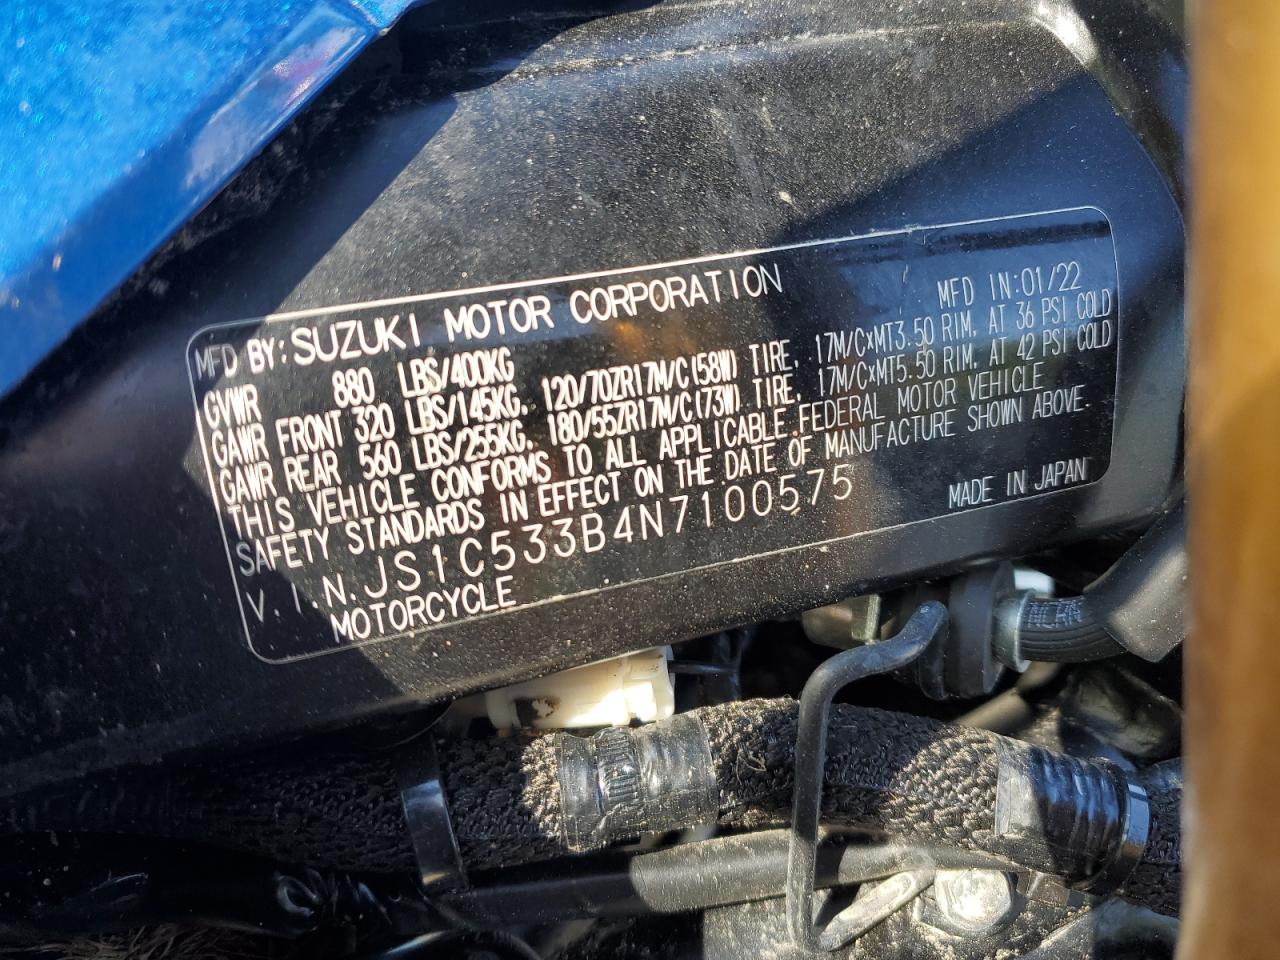 MFD BY: SUZUKI MOTOR CORPORATION MFD IN: 01/22
GVWR 880 LBS/400KG
GAWR FRONT 320 LBS/145KG, 120/70ZR17M/C(58W) TIRE, 17M/C×MT3.50 RIM, AT 36 PSI COLD
GAWR REAR 560 LBS/255KG, 180/55ZR17M/C(73W) TIRE, 17M/C×MT5.50 RIM, AT 42 PSI COLD
THIS VEHICLE CONFORMS TO ALL APPLICABLE FEDERAL MOTOR VEHICLE
SAFETY STANDARDS IN EFFECT ON THE DATE OF MANUFACTURE SHOWN ABOVE.
V.I.N. JS1C533B4N7100575 MADE IN JAPAN
MOTORCYCLE